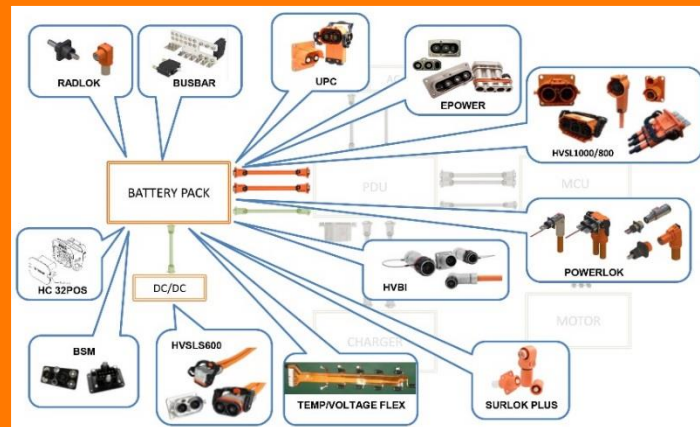 RADLOK
BUSBAR
UPC
AC
EPOWER
HVSL1000/800
BATTERY PACK
PDU
MCU
HC 32POS
DC/DC
HVBI
POWERLOK
BSM
HVSLS600
CHARGER
MOTOR
TEMP/VOLTAGE FLEX
SURLOK PLUS